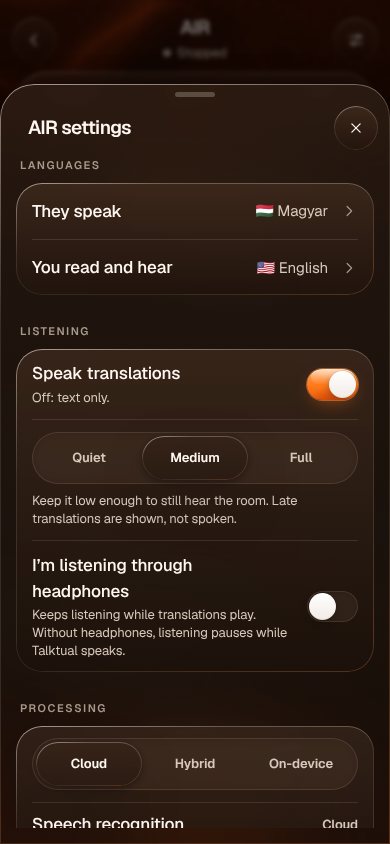 AIR
Stopped
AIR settings
LANGUAGES
They speak
🇭🇺 Magyar
You read and hear
🇺🇸 English
LISTENING
Speak translations
Off: text only.
Quiet
Medium
Full
Keep it low enough to still hear the room. Late
translations are shown, not spoken.
I’m listening through
headphones
Keeps listening while translations play.
Without headphones, listening pauses while
Talktual speaks.
PROCESSING
Cloud
Hybrid
On-device
Speech recognition
Cloud